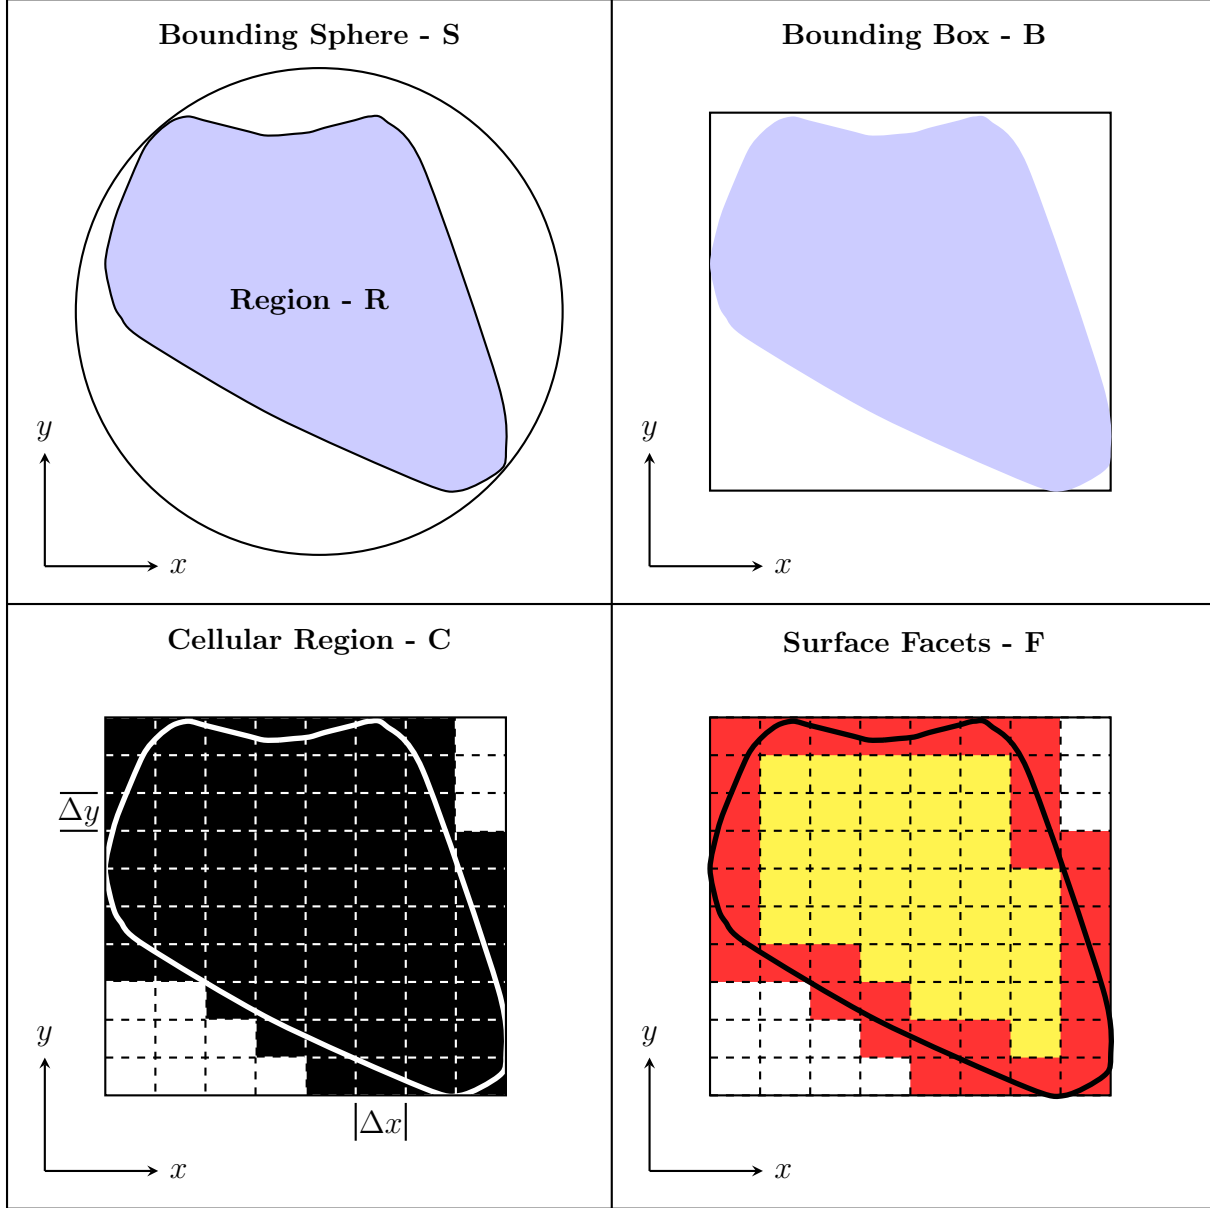 Bounding Sphere - S
Region - R
y
x
Bounding Box - B
y
x
Cellular Region - C
Δy
Δx
y
x
Surface Facets - F
y
x